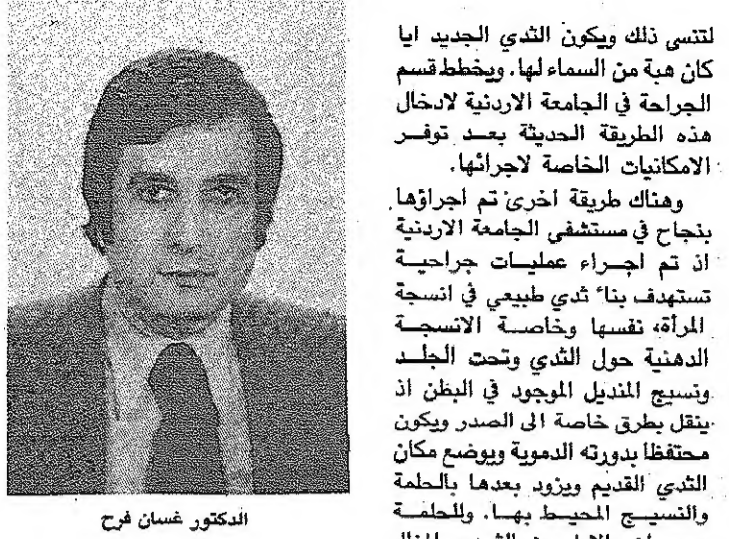 لتنسى ذلك ويكون الثدي الجديد ايا
كان هبة من السماء لها. ويخطط قسم
الجراحة في الجامعة الاردنية لادخال
هذه الطريقة الحديثة بعد توفر
الامكانيات الخاصة لاجرائها.
وهناك طريقة اخرى تم اجراؤها
بنجاح في مستشفى الجامعة الاردنية
اذ تم اجراء عمليات جراحية
تستهدف بناء ثدي طبيعي في انسجة
المرأة، نفسها وخاصة الانسجة
الدهنية حول الثدي وتحت الجلد
ونسيج المنديل الموجود في البطن اذ
ينقل بطرق خاصة الى الصدر ويكون
محتفظا بدورته الدموية ويوضع مكان
الثدي القديم ويزود بعدها بالحلمة
والنسيج المحيط بها. وللحلمة
الدكتور غسان فرح